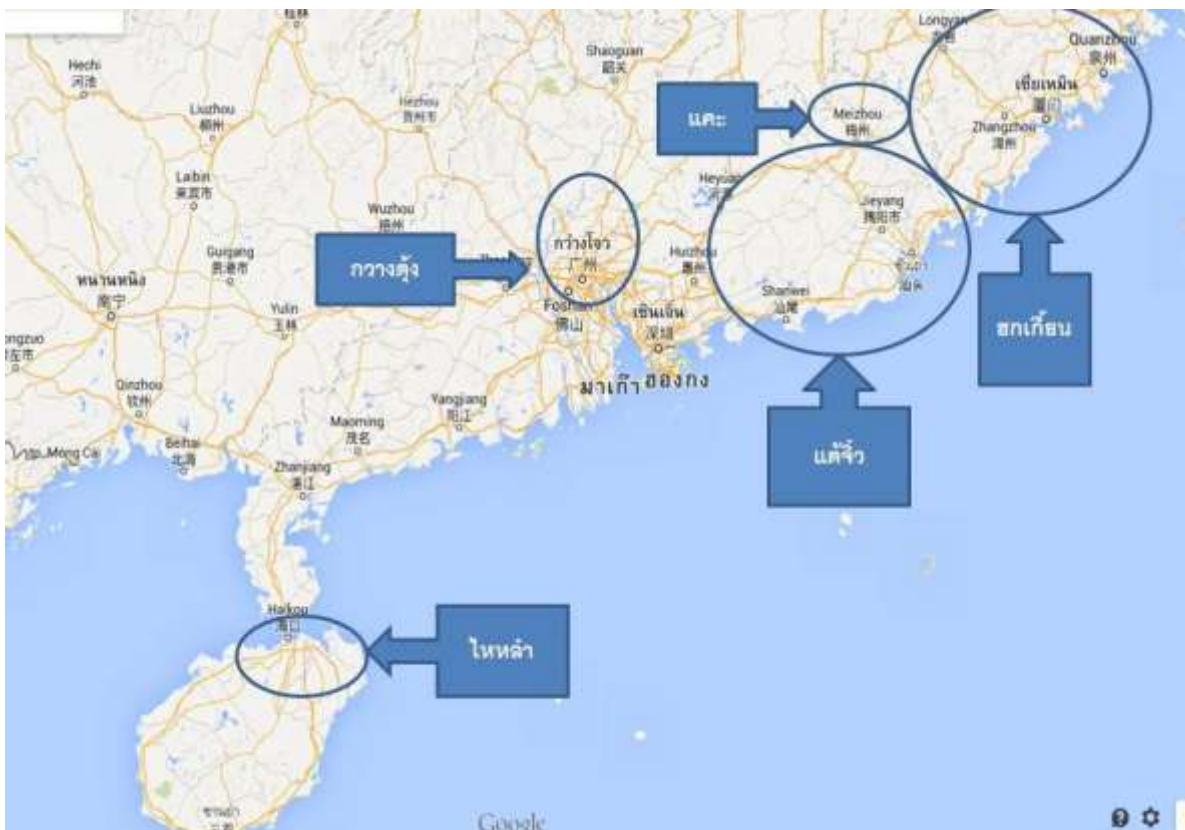 Longyan
Quanzhou
泉州
Shaoguan
韶关
Hechi
河池
เซี่ยเหมิน
厦门
แคะ
Meizhou
梅州
Liuzhou
柳州
Hezhou
贺州市
Zhangzhou
漳州
Laibin
来宾市
Heyuan
Jieyang
揭阳市
Wuzhou
梧州
กวางตุ้ง
กว่างโจว
广州
Guigang
贵港市
Huizhou
惠州
หนานหนิง
南宁
Shanwei
汕尾
汕头
Yulin
玉林
Foshan
佛山
เซินเจิ้น
深圳
ฮกเกี้ยน
มาเก๊า
ฮ่องกง
Qinzhou
钦州
Yangjiang
阳江
Maoming
茂名
Beihai
北海
Mong Cai
Zhanjiang
湛江
แต้จิ๋ว
Haikou
海口
ไหหลำ
Google